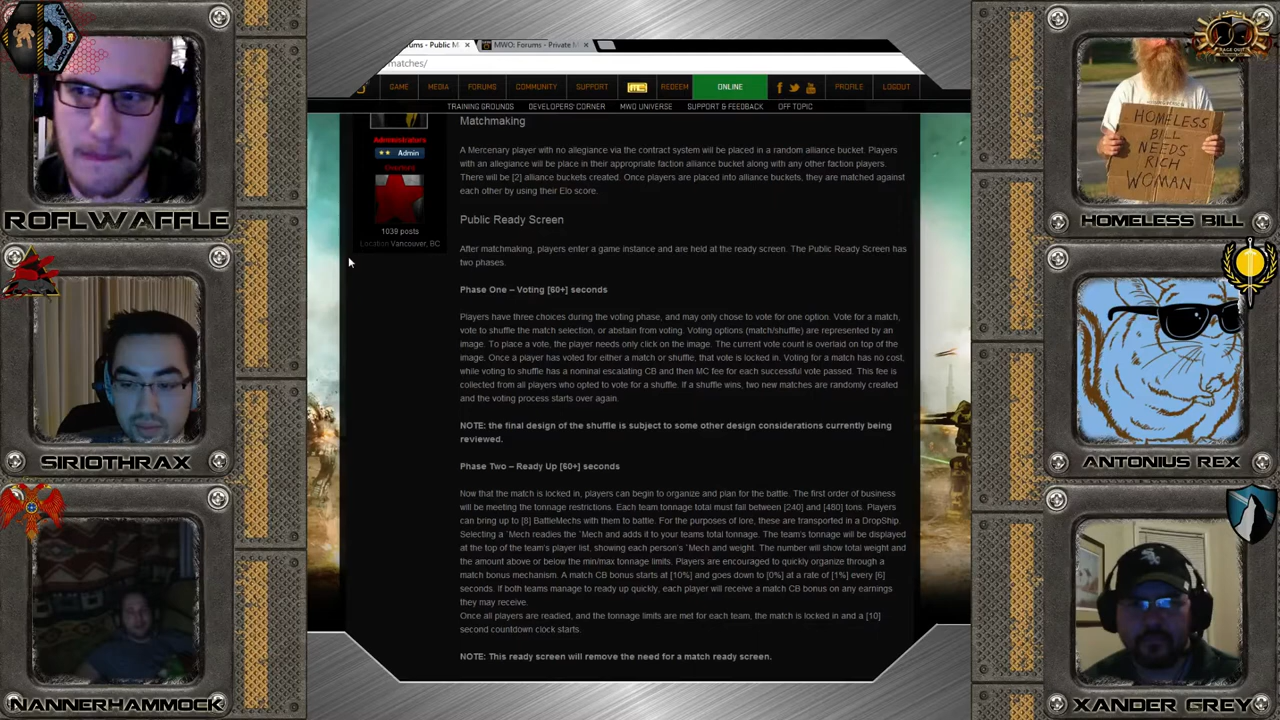 ums - Public M
MWO: Forums - Private M
matches/
GAME
MEDIA
FORUMS
COMMUNITY
SUPPORT
REDEEM
ONLINE
PROFILE
LOGOUT
TRAINING GROUNDS
DEVELOPERS' CORNER
MWO UNIVERSE
SUPPORT & FEEDBACK
OFF TOPIC
Administrators
Admin
1039 posts
Location Vancouver, BC
Matchmaking
A Mercenary player with no allegiance via the contract system will be placed in a random alliance bucket. Players
with an allegiance will be place in their appropriate faction alliance bucket along with any other faction players.
There will be [2] alliance buckets created. Once players are placed into alliance buckets, they are matched against
each other by using their Elo score.
Public Ready Screen
After matchmaking, players enter a game instance and are held at the ready screen. The Public Ready Screen has
two phases.
Phase One – Voting [60+] seconds
Players have three choices during the voting phase, and may only chose to vote for one option. Vote for a match,
vote to shuffle the match selection, or abstain from voting. Voting options (match/shuffle) are represented by an
image. To place a vote, the player needs only click on the image. The current vote count is overlaid on top of the
image. Once a player has voted for either a match or shuffle, that vote is locked in. Voting for a match has no cost,
while voting to shuffle has a nominal escalating CB and then MC fee for each successful vote passed. This fee is
collected from all players who opted to vote for a shuffle. If a shuffle wins, two new matches are randomly created
and the voting process starts over again.
NOTE: the final design of the shuffle is subject to some other design considerations currently being
reviewed.
Phase Two – Ready Up [60+] seconds
Now that the match is locked in, players can begin to organize and plan for the battle. The first order of business
will be meeting the tonnage restrictions. Each team tonnage total must fall between [240] and [480] tons. Players
can bring up to [8] BattleMechs with them to battle. For the purposes of lore, these are transported in a DropShip.
Selecting a `Mech readies the `Mech and adds it to your teams total tonnage. The team's tonnage will be displayed
at the top of the team's player list, showing each person's `Mech and weight. The number will show total weight and
the amount above or below the min/max tonnage limits. Players are encouraged to quickly organize through a
match bonus mechanism. A match CB bonus starts at [10%] and goes down to [0%] at a rate of [1%] every [6]
seconds. If both teams manage to ready up quickly, each player will receive a match CB bonus on any earnings
they may receive.
Once all players are readied, and the tonnage limits are met for each team, the match is locked in and a [10]
second countdown clock starts.
NOTE: This ready screen will remove the need for a match ready screen.
ROFLWAFFLE
SIRIOTHRAX
NANNERHAMMOCK
HOMELESS
BILL
NEEDS
RICH
WOMAN
HOMELESS BILL
ANTONIUS REX
XANDER GREY